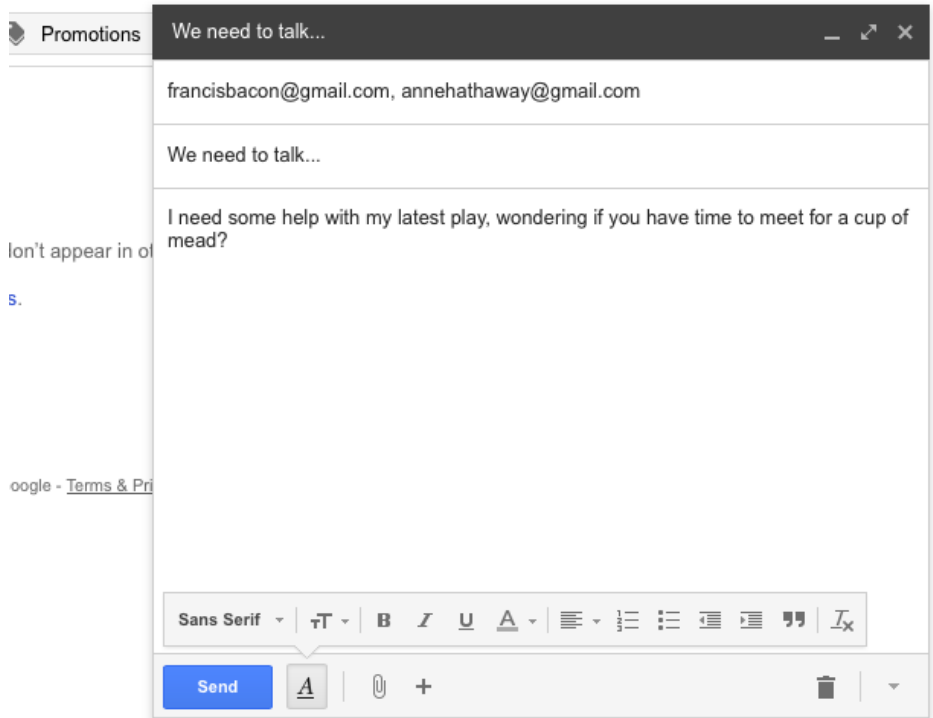 Promotions
We need to talk...
francisbacon@gmail.com, annehathaway@gmail.com
We need to talk...
I need some help with my latest play, wondering if you have time to meet for a cup of
mead?
don't appear in of
s.
oogle - Terms & Pri
Sans Serif
Send